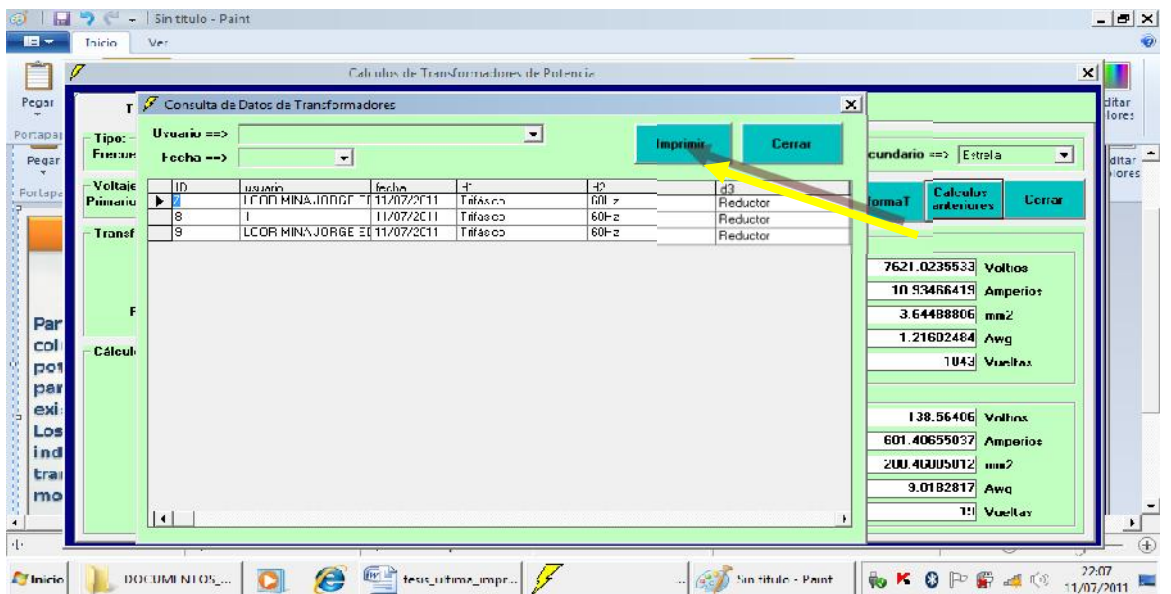 Sin título - Paint
Inicio Ver
Pegar
Calculos de Transformadores de Potencia
Consulta de Datos de Transformadores
Usuario ==>
Fecha ==>
Imprimir
Cerrar
ID usuario fecha d1 d2 d3
7 11/07/2011 Trifásico 60Hz Reductor
8 11/07/2011 Trifásico 60Hz Reductor
9 11/07/2011 Trifásico 60Hz Reductor
Tipo:
Voltaje
Primario
Transf
Cálcul
cundario ==> Estrella
formaT
Calculos anteriores
Cerrar
7621.0235533 Voltios
10.93466419 Amperios
3.64488806 mm2
1.21602484 Awg
1043 Vueltas
138.56406 Voltios
601.40655037 Amperios
200.46885012 mm2
9.0182817 Awg
19 Vueltas
Pegar
Par
col
pot
par
exi
Los
ind
tra
mo
Inicio
DOCUMENTOS_...
tesis_ultima_impr...
Sin título - Paint
22:07
11/07/2011